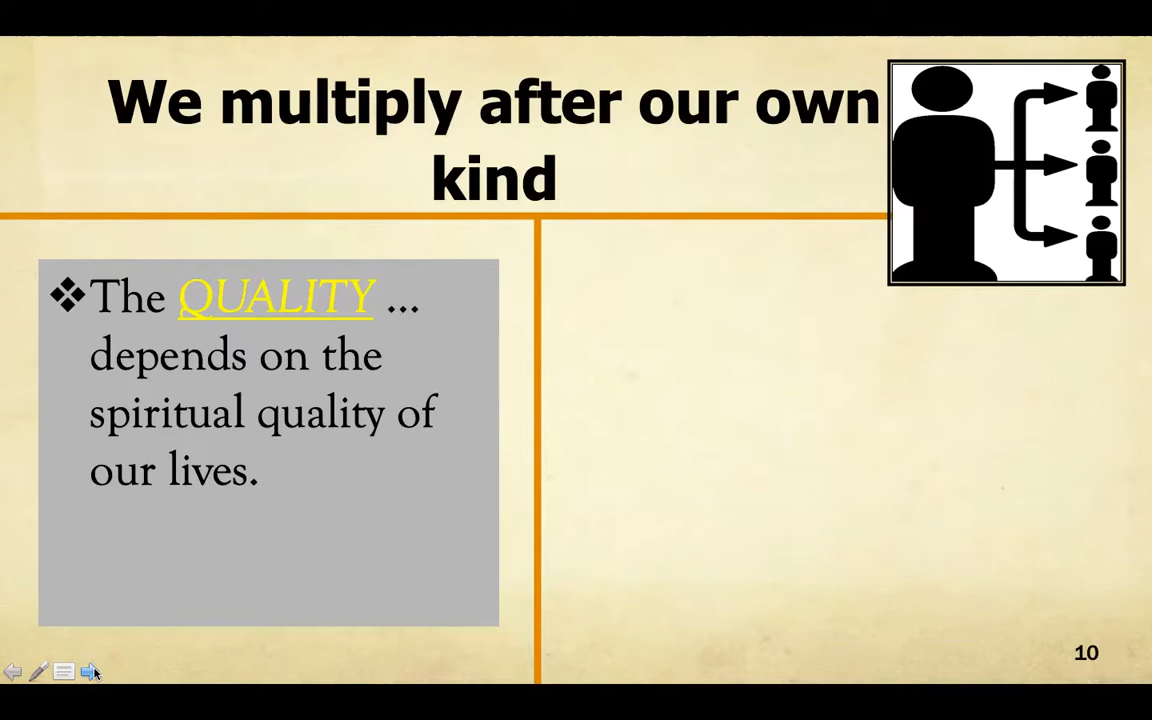 We multiply after our own
kind
❖The QUALITY ...
depends on the
spiritual quality of
our lives.
10